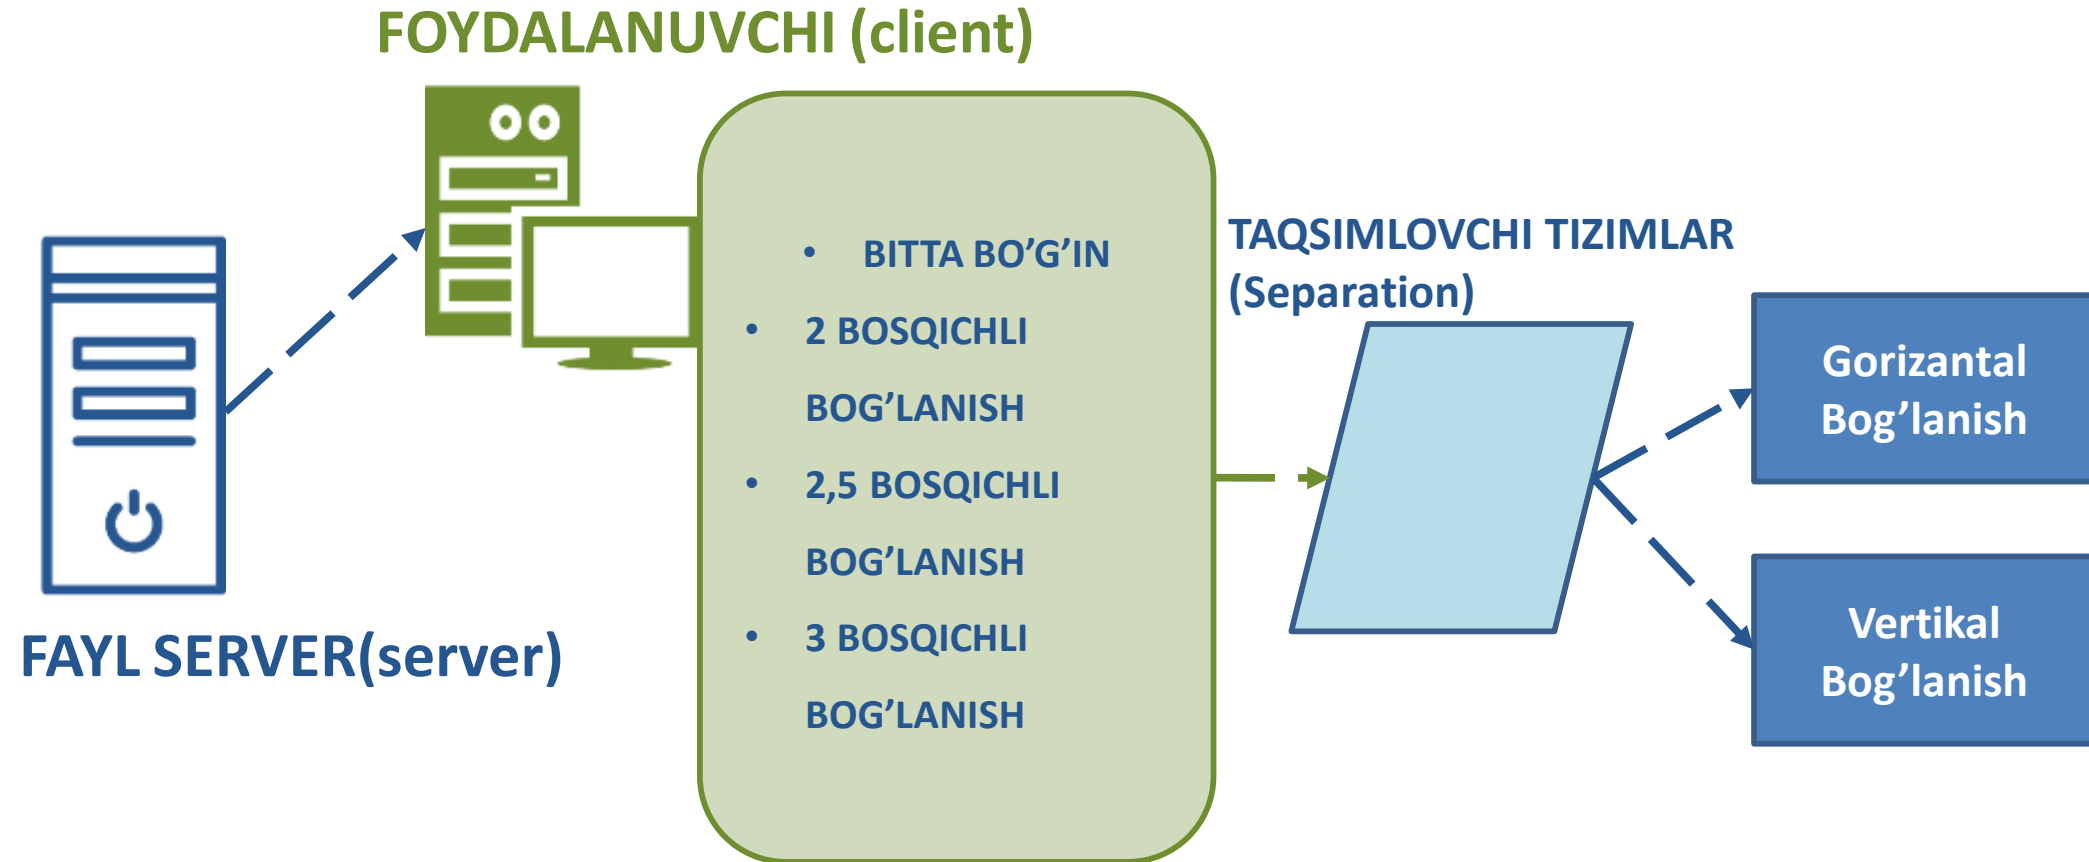 FOYDALANUVCHI (client)
FAYL SERVER(server)
• BITTA BO’G’IN
• 2 BOSQICHLI
BOG’LANISH
• 2,5 BOSQICHLI
BOG’LANISH
• 3 BOSQICHLI
BOG’LANISH
TAQSIMLOVCHI TIZIMLAR
(Separation)
Gorizantal
Bog’lanish
Vertikal
Bog’lanish